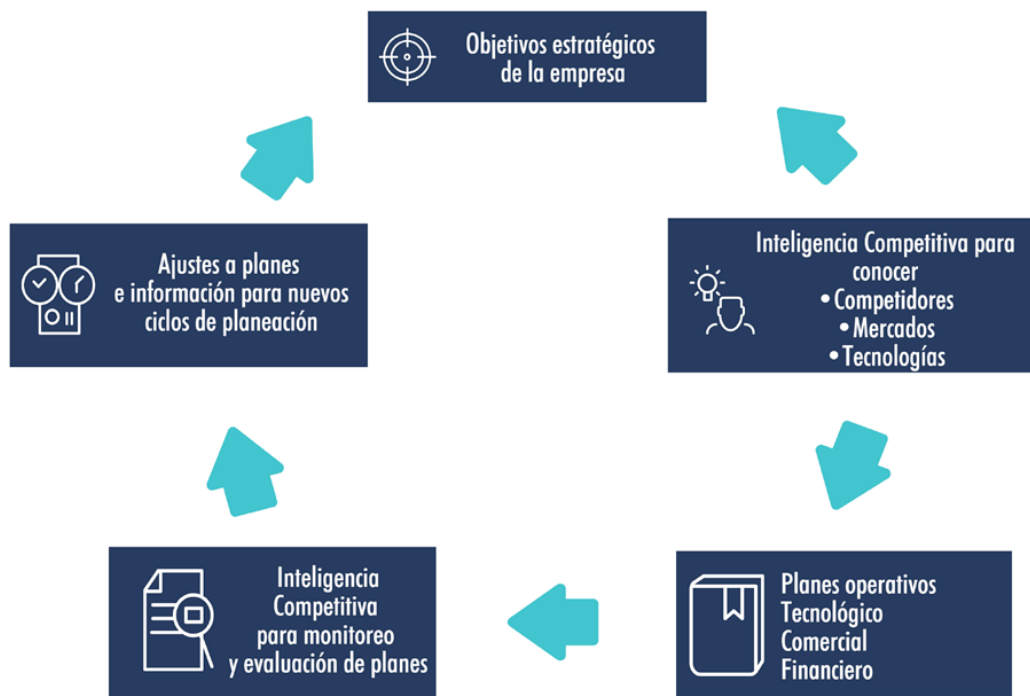 Objetivos estratégicos
de la empresa
Inteligencia Competitiva para
conocer
• Competidores
• Mercados
• Tecnologías
Planes operativos
Tecnológico
Comercial
Financiero
Inteligencia
Competitiva
para monitoreo
y evaluación de planes
Ajustes a planes
e información para nuevos
ciclos de planeación